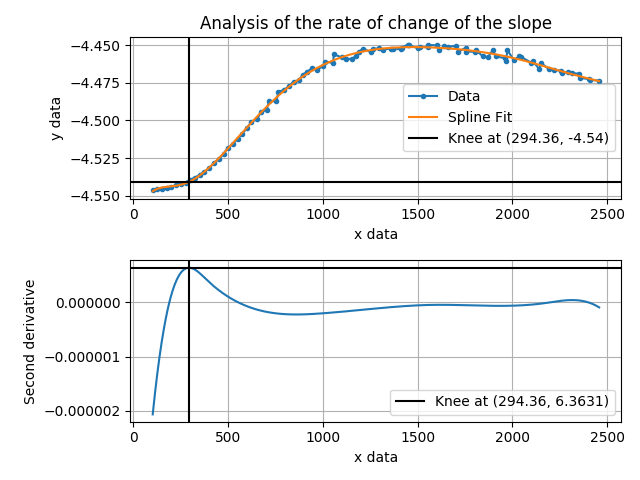 Analysis of the rate of change of the slope
−4.450
−4.475
−4.500
−4.525
−4.550
y data
Data
Spline Fit
Knee at (294.36, -4.54)
0 500 1000 1500 2000 2500
x data
0.000000
−0.000001
−0.000002
Second derivative
Knee at (294.36, 6.3631)
0 500 1000 1500 2000 2500
x data